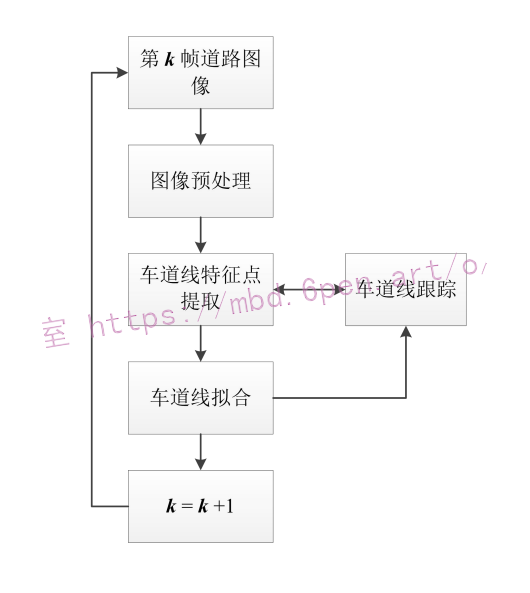 第 k 帧道路图
像
图像预处理
车道线特征点
提取
车道线跟踪
车道线拟合
k = k +1
室 https://mbd.6pen.art/o/